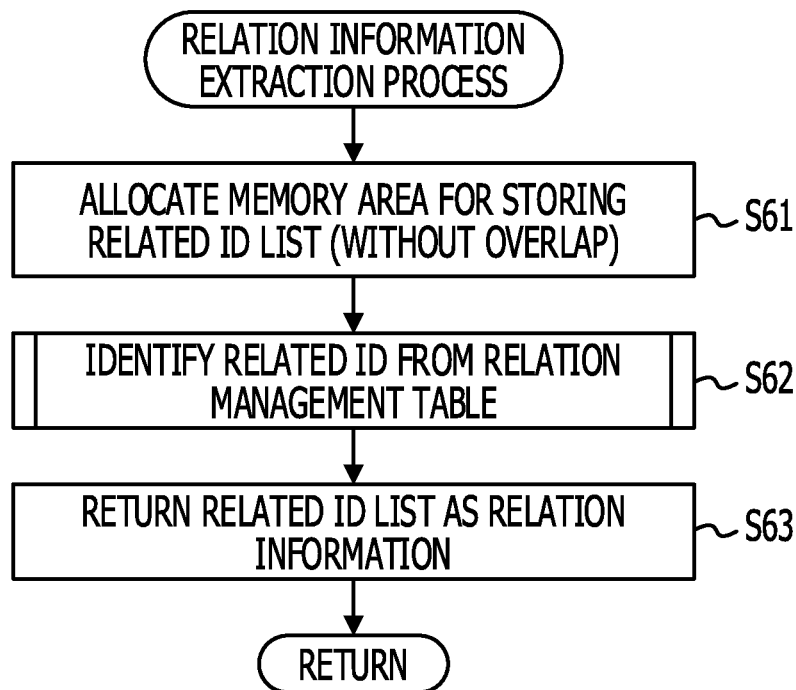 RELATION INFORMATION
EXTRACTION PROCESS
ALLOCATE MEMORY AREA FOR STORING
RELATED ID LIST (WITHOUT OVERLAP)
S61
IDENTIFY RELATED ID FROM RELATION
MANAGEMENT TABLE
S62
RETURN RELATED ID LIST AS RELATION
INFORMATION
S63
RETURN